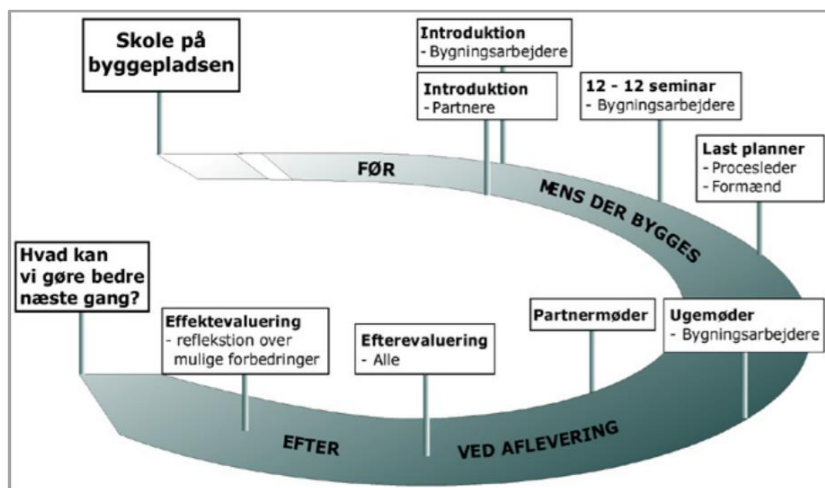 Skole på
byggepladsen
Introduktion
- Bygningsarbejdere
Introduktion
- Partnere
12 - 12 seminar
- Bygningsarbejdere
Last planner
- Procesleder
- Formænd
FØR
MENS DER BYGGES
Hvad kan
vi gøre bedre
næste gang?
Effektevaluering
- reflekstion over
mulige forbedringer
Efterevaluering
- Alle
Partnermøder
Ugemøder
- Bygningsarbejdere
EFTER
VED AFLEVERING